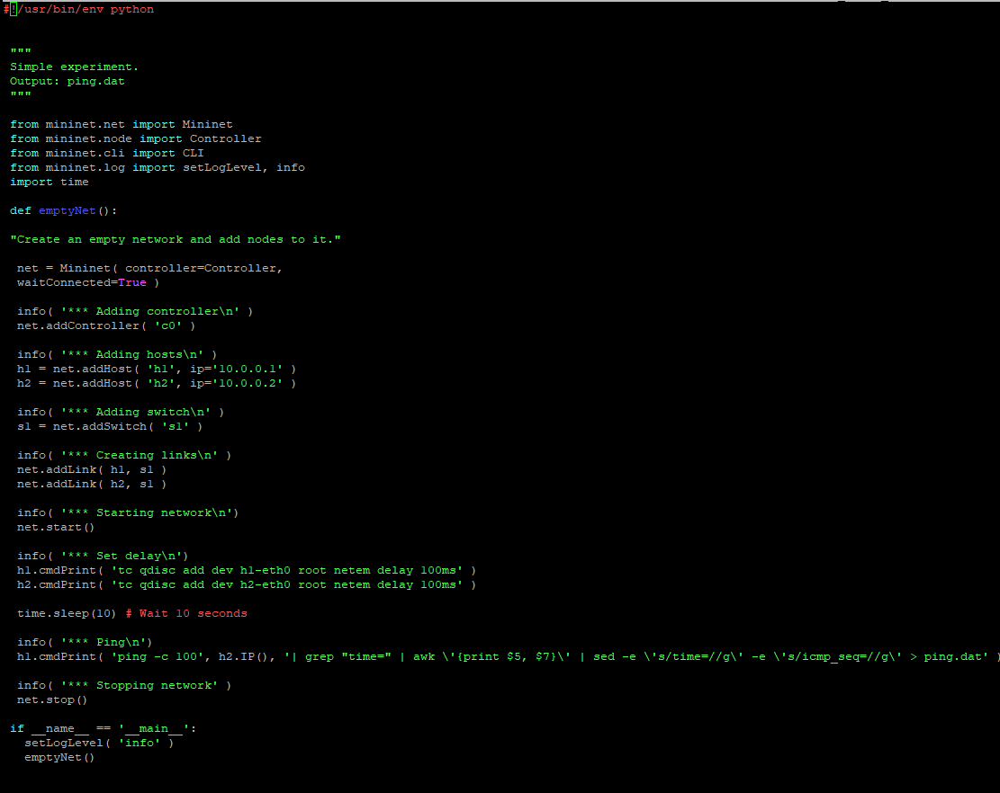 #!/usr/bin/env python
"""
Simple experiment.
Output: ping.dat
"""
from mininet.net import Mininet
from mininet.node import Controller
from mininet.cli import CLI
from mininet.log import setLogLevel, info
import time
def emptyNet():
"Create an empty network and add nodes to it."
net = Mininet( controller=Controller,
waitConnected=True )
info( '*** Adding controller\n' )
net.addController( 'c0' )
info( '*** Adding hosts\n' )
h1 = net.addHost( 'h1', ip='10.0.0.1' )
h2 = net.addHost( 'h2', ip='10.0.0.2' )
info( '*** Adding switch\n' )
s1 = net.addSwitch( 's1' )
info( '*** Creating links\n' )
net.addLink( h1, s1 )
net.addLink( h2, s1 )
info( '*** Starting network\n')
net.start()
info( '*** Set delay\n')
h1.cmdPrint( 'tc qdisc add dev h1-eth0 root netem delay 100ms' )
h2.cmdPrint( 'tc qdisc add dev h2-eth0 root netem delay 100ms' )
time.sleep(10) # Wait 10 seconds
info( '*** Ping\n')
h1.cmdPrint( 'ping -c 100', h2.IP(), '| grep "time=" | awk \'{print $5, $7}\' | sed -e \'s/time=//g\' -e \'s/icmp_seq=//g\' > ping.dat' )
info( '*** Stopping network' )
net.stop()
if __name__ == '__main__':
setLogLevel( 'info' )
emptyNet()